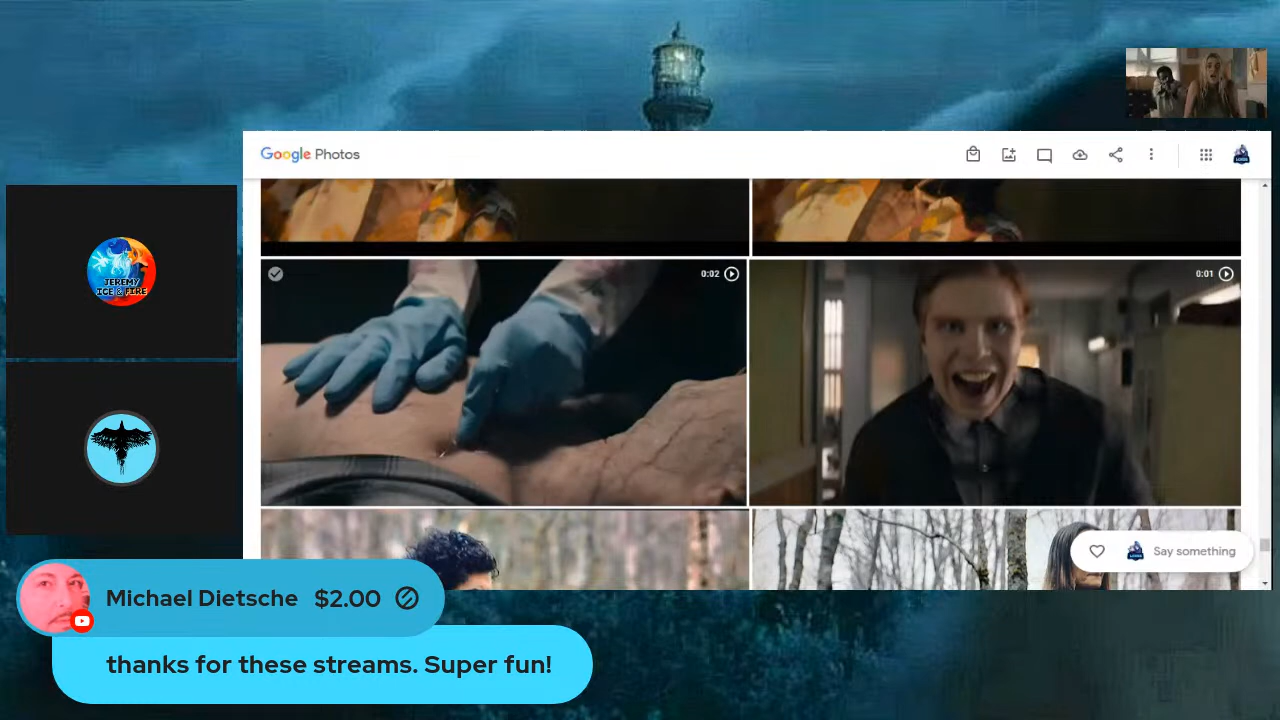 Google Photos
JEREMY
ICE & FIRE
0:02
0:01
Say something
Michael Dietsche $2.00
thanks for these streams. Super fun!